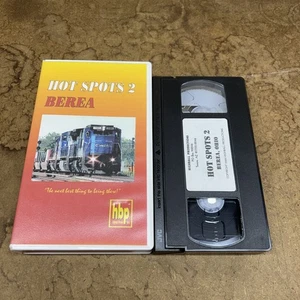 HOT SPOTS 2
BEREA
"The next best thing to being there!"
hbp
HOT SPOTS 2
BEREA, OHIO